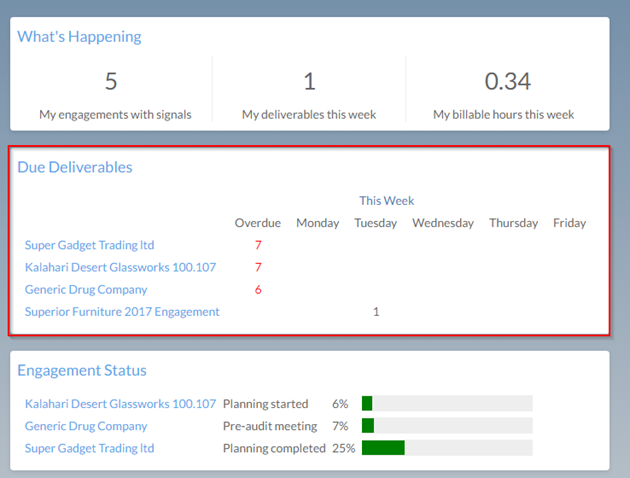 What's Happening
5 1 0.34
My engagements with signals My deliverables this week My billable hours this week
Due Deliverables
This Week
Overdue Monday Tuesday Wednesday Thursday Friday
Super Gadget Trading ltd 7
Kalahari Desert Glassworks 100.107 7
Generic Drug Company 6
Superior Furniture 2017 Engagement 1
Engagement Status
Kalahari Desert Glassworks 100.107 Planning started 6%
Generic Drug Company Pre-audit meeting 7%
Super Gadget Trading ltd Planning completed 25%